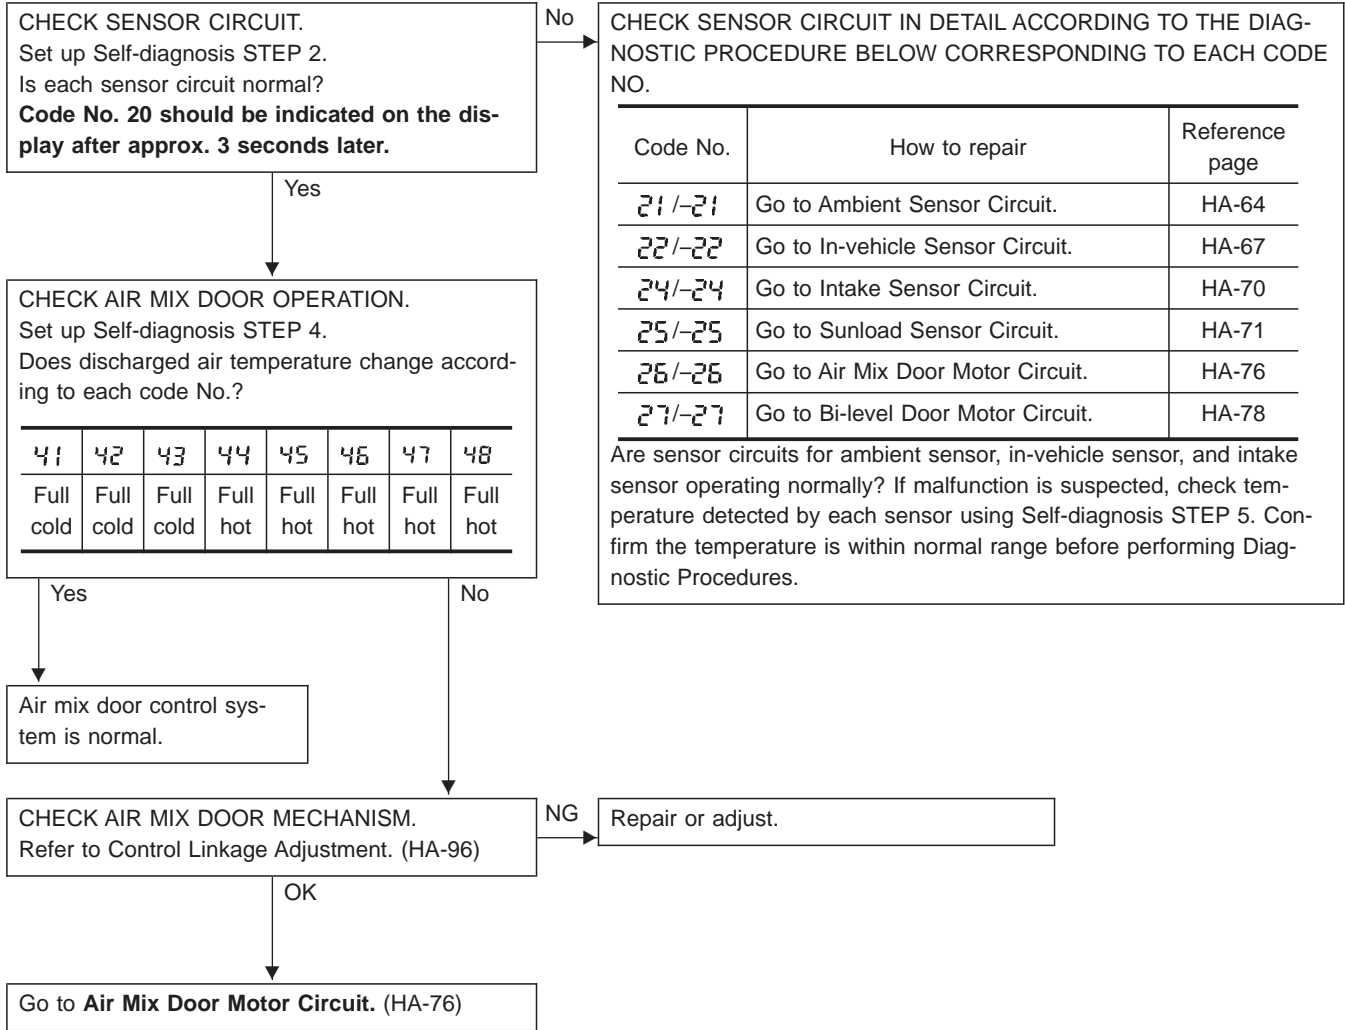 CHECK SENSOR CIRCUIT.
Set up Self-diagnosis STEP 2.
Is each sensor circuit normal?
Code No. 20 should be indicated on the dis-
play after approx. 3 seconds later.
No
CHECK SENSOR CIRCUIT IN DETAIL ACCORDING TO THE DIAG-
NOSTIC PROCEDURE BELOW CORRESPONDING TO EACH CODE
NO.
Code No. How to repair Reference
page
21/–21 Go to Ambient Sensor Circuit. HA-64
22/–22 Go to In-vehicle Sensor Circuit. HA-67
24/–24 Go to Intake Sensor Circuit. HA-70
25/–25 Go to Sunload Sensor Circuit. HA-71
26/–26 Go to Air Mix Door Motor Circuit. HA-76
27/–27 Go to Bi-level Door Motor Circuit. HA-78
Are sensor circuits for ambient sensor, in-vehicle sensor, and intake
sensor operating normally? If malfunction is suspected, check tem-
perature detected by each sensor using Self-diagnosis STEP 5. Con-
firm the temperature is within normal range before performing Diag-
nostic Procedures.
Yes
CHECK AIR MIX DOOR OPERATION.
Set up Self-diagnosis STEP 4.
Does discharged air temperature change accord-
ing to each code No.?
41 42 43 44 45 46 47 48
Full Full Full Full Full Full Full Full
cold cold cold hot hot hot hot hot
Yes
No
Air mix door control sys-
tem is normal.
CHECK AIR MIX DOOR MECHANISM.
Refer to Control Linkage Adjustment. (HA-96)
NG
Repair or adjust.
OK
Go to Air Mix Door Motor Circuit. (HA-76)